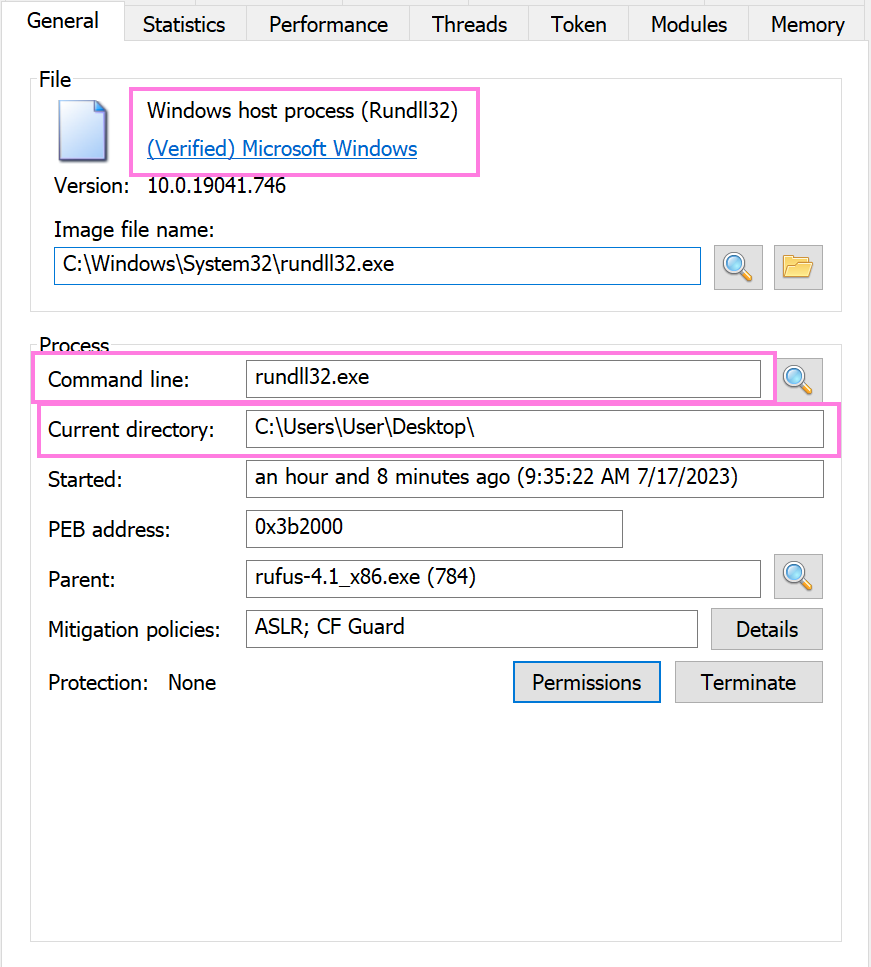 General Statistics Performance Threads Token Modules Memory
File
Windows host process (Rundll32)
(Verified) Microsoft Windows
Version: 10.0.19041.746
Image file name:
C:\Windows\System32\rundll32.exe
Process
Command line: rundll32.exe
Current directory: C:\Users\User\Desktop\
Started: an hour and 8 minutes ago (9:35:22 AM 7/17/2023)
PEB address: 0x3b2000
Parent: rufus-4.1_x86.exe (784)
Mitigation policies: ASLR; CF Guard Details
Protection: None Permissions Terminate